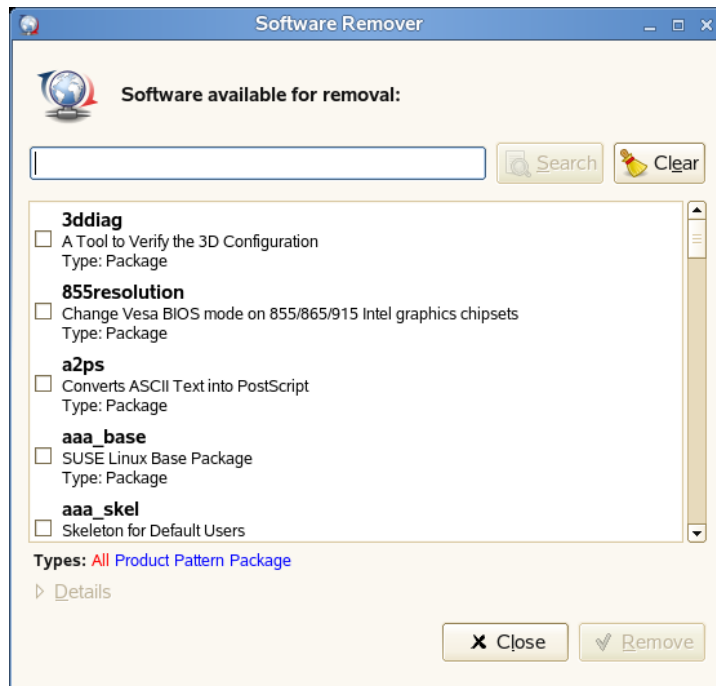 Software Remover
Software available for removal:
Search
Clear
3ddiag
A Tool to Verify the 3D Configuration
Type: Package
855resolution
Change Vesa BIOS mode on 855/865/915 Intel graphics chipsets
Type: Package
a2ps
Converts ASCII Text into PostScript
Type: Package
aaa_base
SUSE Linux Base Package
Type: Package
aaa_skel
Skeleton for Default Users
Types: All Product Pattern Package
Details
Close
Remove